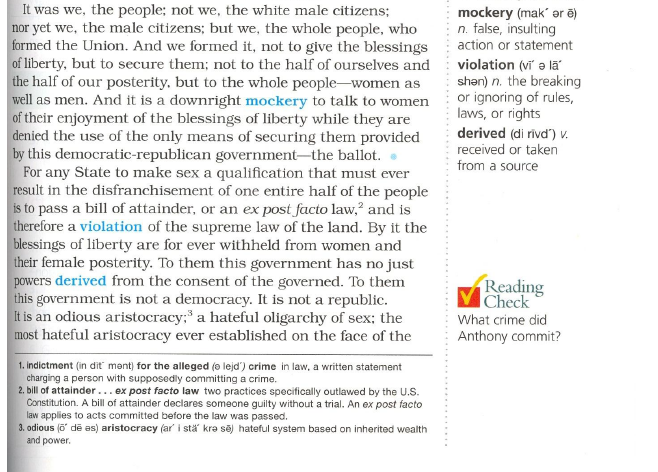 It was we, the people; not we, the white male citizens;
nor yet we, the male citizens; but we, the whole people, who
formed the Union. And we formed it, not to give the blessings
of liberty, but to secure them; not to the half of ourselves and
the half of our posterity, but to the whole people—women as
well as men. And it is a downright mockery to talk to women
of their enjoyment of the blessings of liberty while they are
denied the use of the only means of securing them provided
by this democratic-republican government—the ballot.
For any State to make sex a qualification that must ever
result in the disfranchisement of one entire half of the people
is to pass a bill of attainder, or an ex post facto law,² and is
therefore a violation of the supreme law of the land. By it the
blessings of liberty are for ever withheld from women and
their female posterity. To them this government has no just
powers derived from the consent of the governed. To them
this government is not a democracy. It is not a republic.
It is an odious aristocracy;³ a hateful oligarchy of sex; the
most hateful aristocracy ever established on the face of the
1. indictment (in dīt´ mənt) for the alleged (ə lejd´) crime in law, a written statement
charging a person with supposedly committing a crime.
2. bill of attainder . . . ex post facto law two practices specifically outlawed by the U.S.
Constitution. A bill of attainder declares someone guilty without a trial. An ex post facto
law applies to acts committed before the law was passed.
3. odious (ō´ dē əs) aristocracy (ar´ i stä´ krə sē) hateful system based on inherited wealth
and power.
mockery (mak´ ər ē)
n. false, insulting
action or statement
violation (vī´ ə lā´
shən) n. the breaking
or ignoring of rules,
laws, or rights
derived (di rīvd´) v.
received or taken
from a source
Reading
Check
What crime did
Anthony commit?